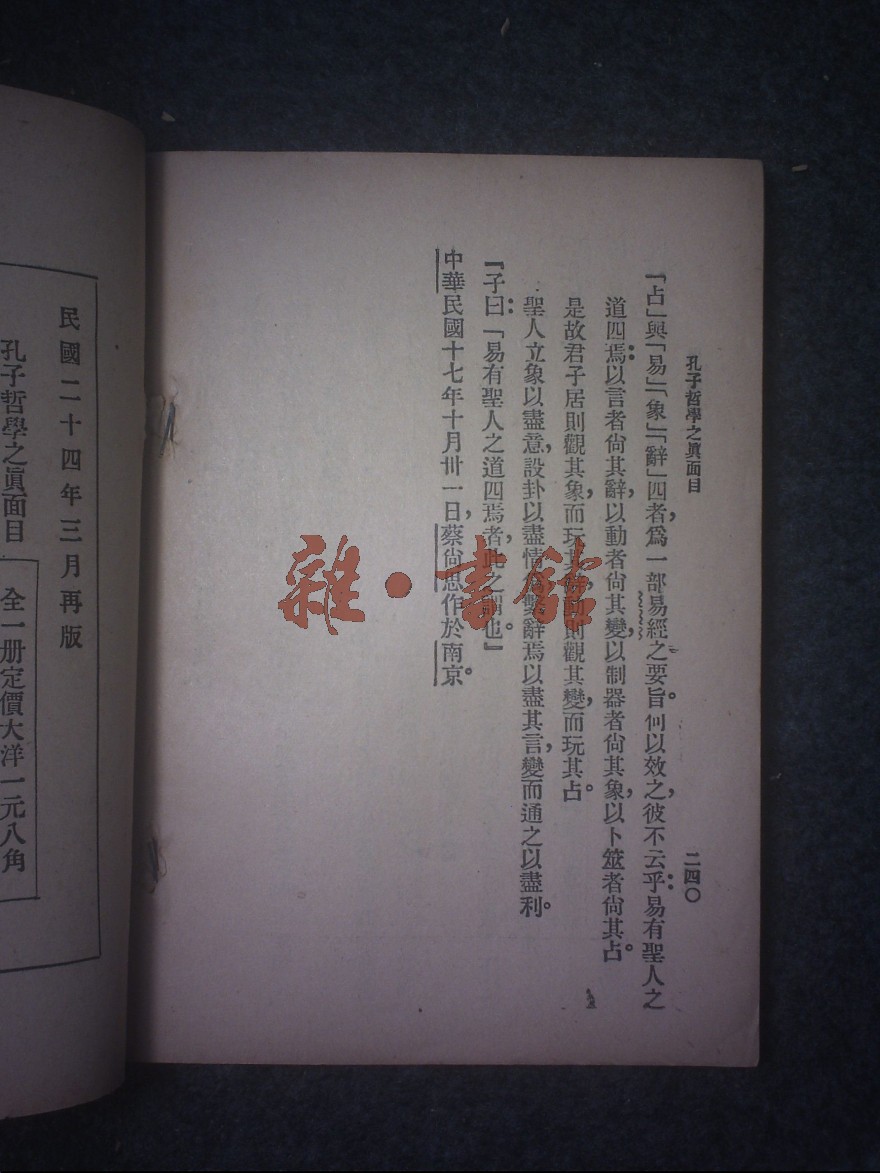 孔子哲學之眞面目
二四〇
「占」與「易」「象」「辭」四者，爲一部易經之要旨。何以效之，彼不云乎：易有聖人之
道四焉：以言者尙其辭，以動者尙其變，以制器者尙其象，以卜筮者尙其占。
是故君子居則觀其象，而玩其辭，動則觀其變，而玩其占。
聖人立象以盡意，設卦以盡情僞，繫辭焉以盡其言，變而通之以盡利。
『子曰：「易有聖人之道四焉者，此之謂也。』
中華民國十七年十月卅一日，蔡尙思作於南京。
民國二十四年三月再版
孔子哲學之眞面目
全一册定價大洋一元八角
雜·書館